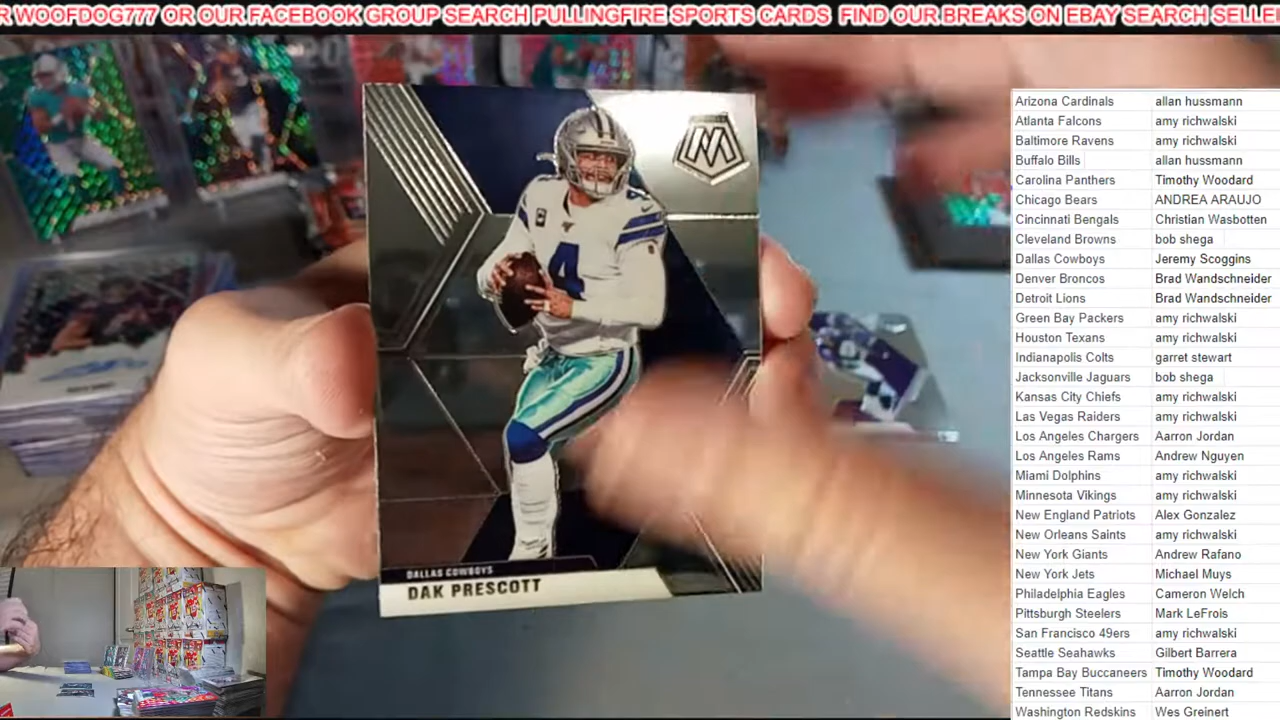 R WOOFDOG777 OR OUR FACEBOOK GROUP SEARCH PULLINGFIRE SPORTS CARDS  FIND OUR BREAKS ON EBAY SEARCH SELLE
M
4
4
DALLAS COWBOYS
DAK PRESCOTT
Arizona Cardinals allan hussmann
Atlanta Falcons amy richwalski
Baltimore Ravens amy richwalski
Buffalo Bills allan hussmann
Carolina Panthers Timothy Woodard
Chicago Bears ANDREA ARAUJO
Cincinnati Bengals Christian Wasbotten
Cleveland Browns bob shega
Dallas Cowboys Jeremy Scoggins
Denver Broncos Brad Wandschneider
Detroit Lions Brad Wandschneider
Green Bay Packers amy richwalski
Houston Texans amy richwalski
Indianapolis Colts garret stewart
Jacksonville Jaguars bob shega
Kansas City Chiefs amy richwalski
Las Vegas Raiders amy richwalski
Los Angeles Chargers Aarron Jordan
Los Angeles Rams Andrew Nguyen
Miami Dolphins amy richwalski
Minnesota Vikings amy richwalski
New England Patriots Alex Gonzalez
New Orleans Saints amy richwalski
New York Giants Andrew Rafano
New York Jets Michael Muys
Philadelphia Eagles Cameron Welch
Pittsburgh Steelers Mark LeFrois
San Francisco 49ers amy richwalski
Seattle Seahawks Gilbert Barrera
Tampa Bay Buccaneers Timothy Woodard
Tennessee Titans Aarron Jordan
Washington Redskins Wes Greinert